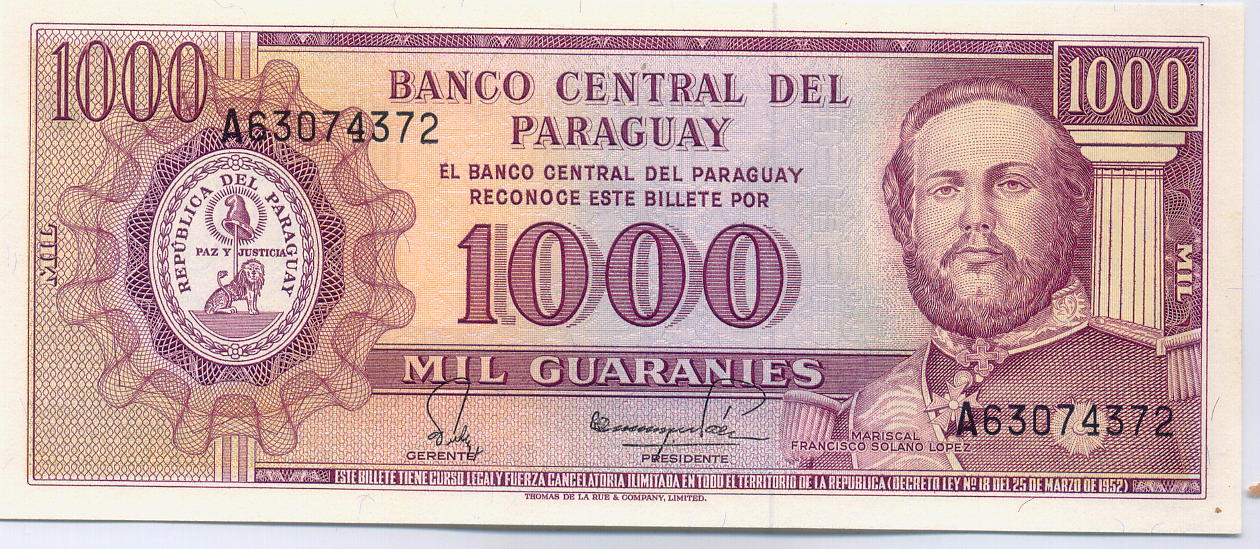 1000
1000
A63074372
BANCO CENTRAL DEL
PARAGUAY
EL BANCO CENTRAL DEL PARAGUAY
RECONOCE ESTE BILLETE POR
1000
MIL GUARANIES
REPÚBLICA DEL PARAGUAY
PAZ Y JUSTICIA
MIL
MIL
GERENTE
PRESIDENTE
MARISCAL
FRANCISCO SOLANO LOPEZ
A63074372
ESTE BILLETE TIENE CURSO LEGAL Y FUERZA CANCELATORIA ILIMITADA EN TODO EL TERRITORIO DE LA REPUBLICA (DECRETO LEY Nº 18 DEL 25 DE MARZO DE 1952)
THOMAS DE LA RUE & COMPANY, LIMITED.